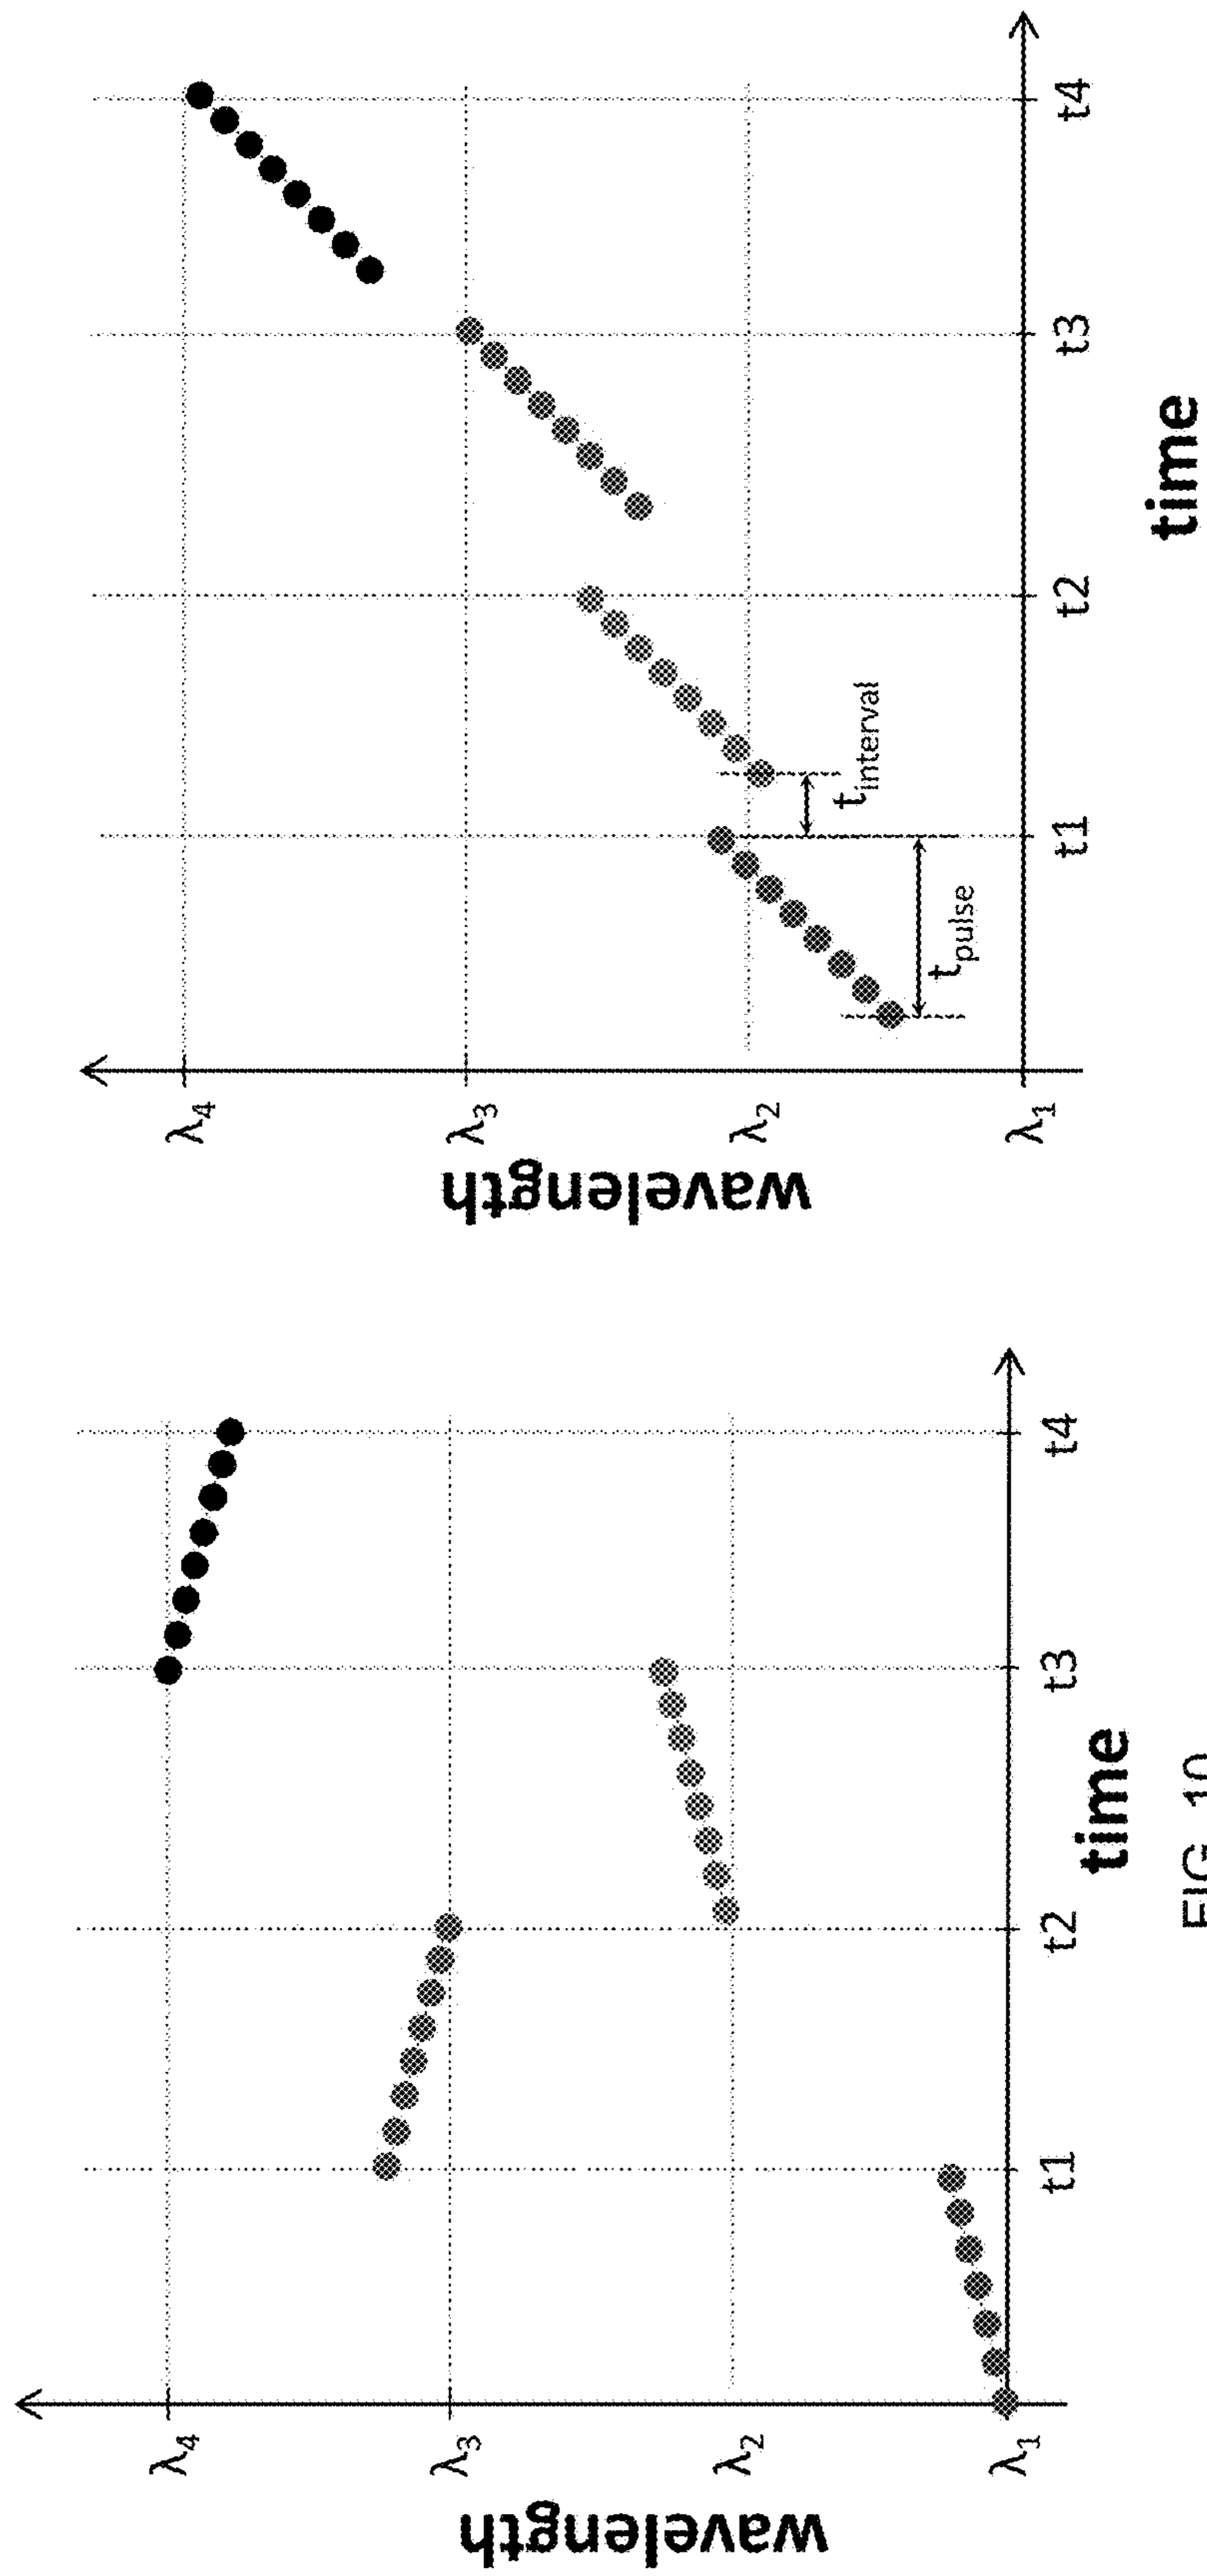 wavelength
λ4
λ3
λ2
λ1
t1 t2 t3 t4
time
wavelength
λ4
λ3
λ2
λ1
tpulse
tinterval
t1 t2 t3 t4
time
FIG. 10